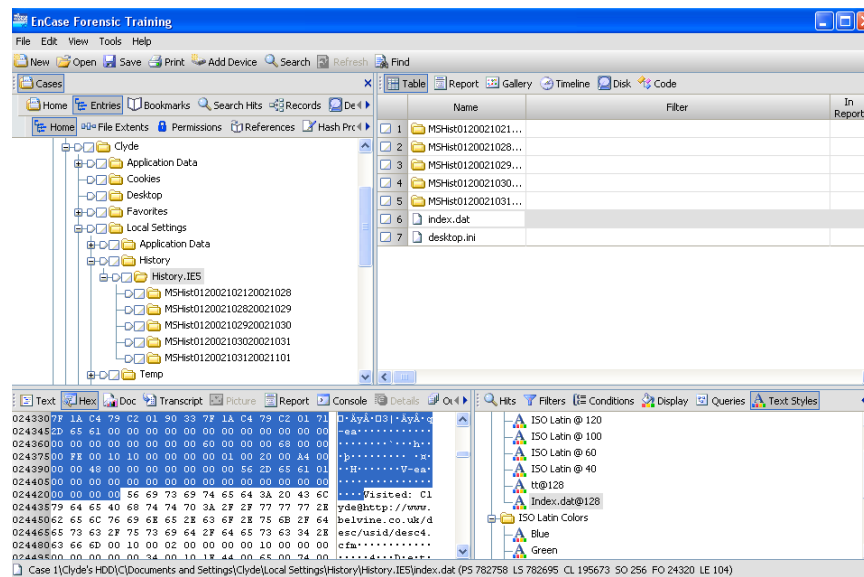 EnCase Forensic Training
File Edit View Tools Help
New Open Save Print Add Device Search Refresh Find
Cases
Table Report Gallery Timeline Disk Code
Home Entries Bookmarks Search Hits Records De
Home File Extents Permissions References Hash Pro
Name Filter In Report
Clyde
Application Data
Cookies
Desktop
Favorites
Local Settings
Application Data
History
History.IE5
MSHist012002102120021028
MSHist012002102820021029
MSHist012002102920021030
MSHist012002103020021031
MSHist012002103120021101
Temp
1 MSHist0120021021...
2 MSHist0120021028...
3 MSHist0120021029...
4 MSHist0120021030...
5 MSHist0120021031...
6 index.dat
7 desktop.ini
Text Hex Doc Transcript Picture Report Console Details Ou
Hits Filters Conditions Display Queries Text Styles
024330 7F 1A C4 79 C2 01 90 33 7F 1A C4 79 C2 01 71
024345 2D 65 61 00 00 00 00 00 00 00 00 00 00 00 00 -ea
024360 00 00 00 00 00 00 00 60 00 00 00 68 00 00 00
024375 00 FE 00 10 10 00 00 00 00 01 00 20 00 A4 00
024390 00 00 48 00 00 00 00 00 00 00 56 2D 65 61 01
024405 00 00 00 00 00 00 00 00 00 00 00 00 00 00 00
024420 00 00 00 00 56 69 73 69 74 65 64 3A 20 43 6C ····Visited: Cl
024435 79 64 65 40 68 74 74 70 3A 2F 2F 77 77 77 2E yde@http://www.
024450 62 65 6C 76 69 6E 65 2E 63 6F 2E 75 6B 2F 64 belvine.co.uk/d
024465 65 73 63 2F 75 73 69 64 2F 64 65 73 63 34 2E esc/usid/desc4.
024480 63 66 6D 00 10 00 02 00 00 00 00 10 00 00 00 cfm
ISO Latin @ 120
ISO Latin @ 100
ISO Latin @ 60
ISO Latin @ 40
tt@128
Index.dat@128
ISO Latin Colors
Blue
Green
Case 1\Clyde's HDD\C\Documents and Settings\Clyde\Local Settings\History\History.IE5\index.dat (PS 782758 LS 782695 CL 195673 SO 256 FO 24320 LE 104)